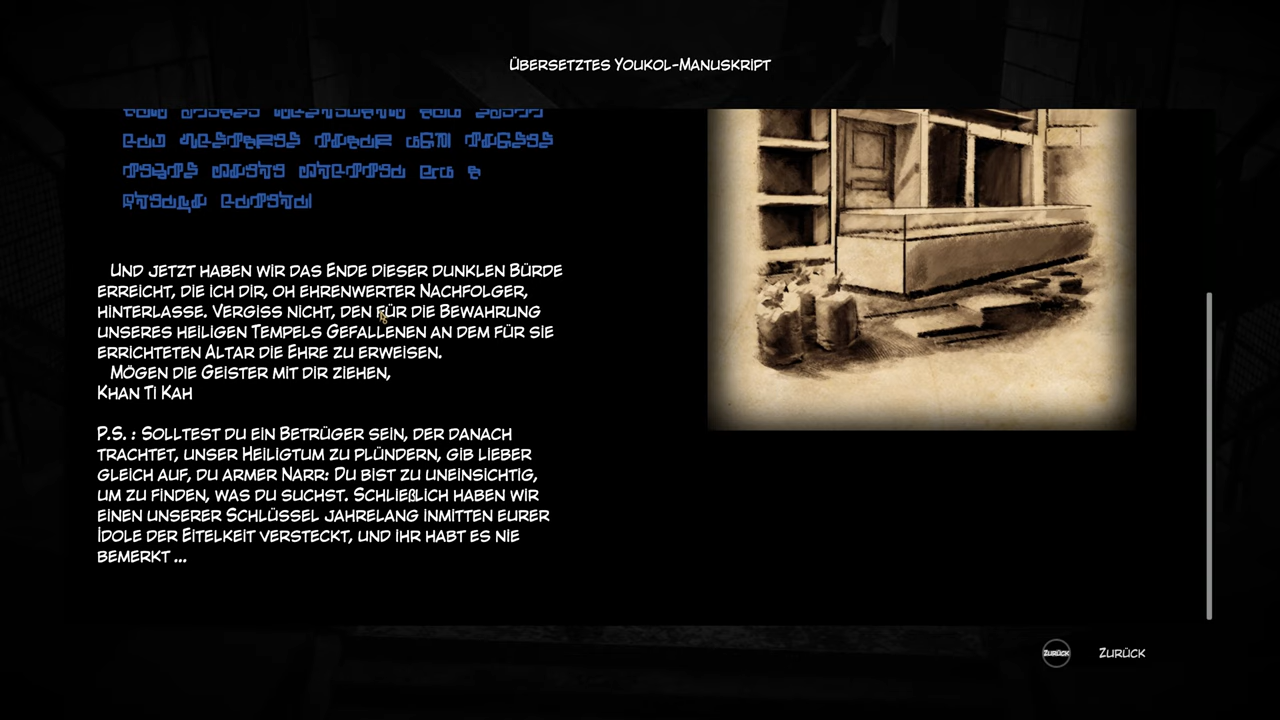 Übersetztes Youkol-Manuskript
Und jetzt haben wir das Ende dieser dunklen Bürde
erreicht, die ich dir, oh ehrenwerter Nachfolger,
hinterlasse. Vergiss nicht, den für die Bewahrung
unseres heiligen Tempels Gefallenen an dem für sie
errichteten Altar die Ehre zu erweisen.
Mögen die Geister mit dir ziehen,
Khan Ti Kah
P.S. : Solltest du ein Betrüger sein, der danach
trachtet, unser Heiligtum zu plündern, gib lieber
gleich auf, du armer Narr: Du bist zu uneinsichtig,
um zu finden, was du suchst. Schließlich haben wir
einen unserer Schlüssel jahrelang inmitten eurer
Idole der Eitelkeit versteckt, und ihr habt es nie
bemerkt ...
Zurück Zurück